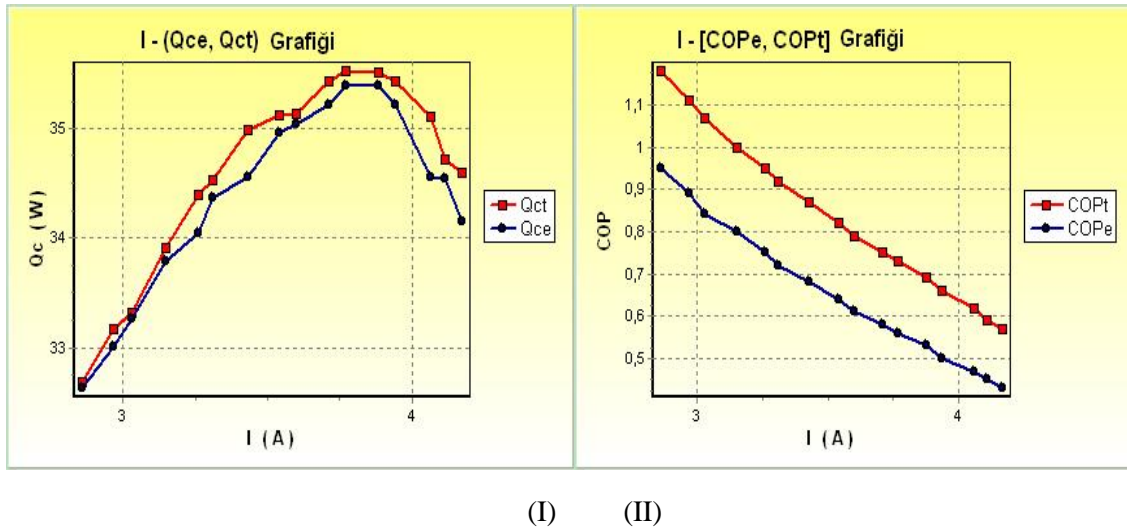 I - (Qce, Qct) Grafiği
Qc (W)
35
34
33
3
4
I (A)
Qct
Qce
I - [COPe, COPt] Grafiği
COP
1,1
1
0,9
0,8
0,7
0,6
0,5
3
4
I (A)
COPt
COPe
(I) (II)